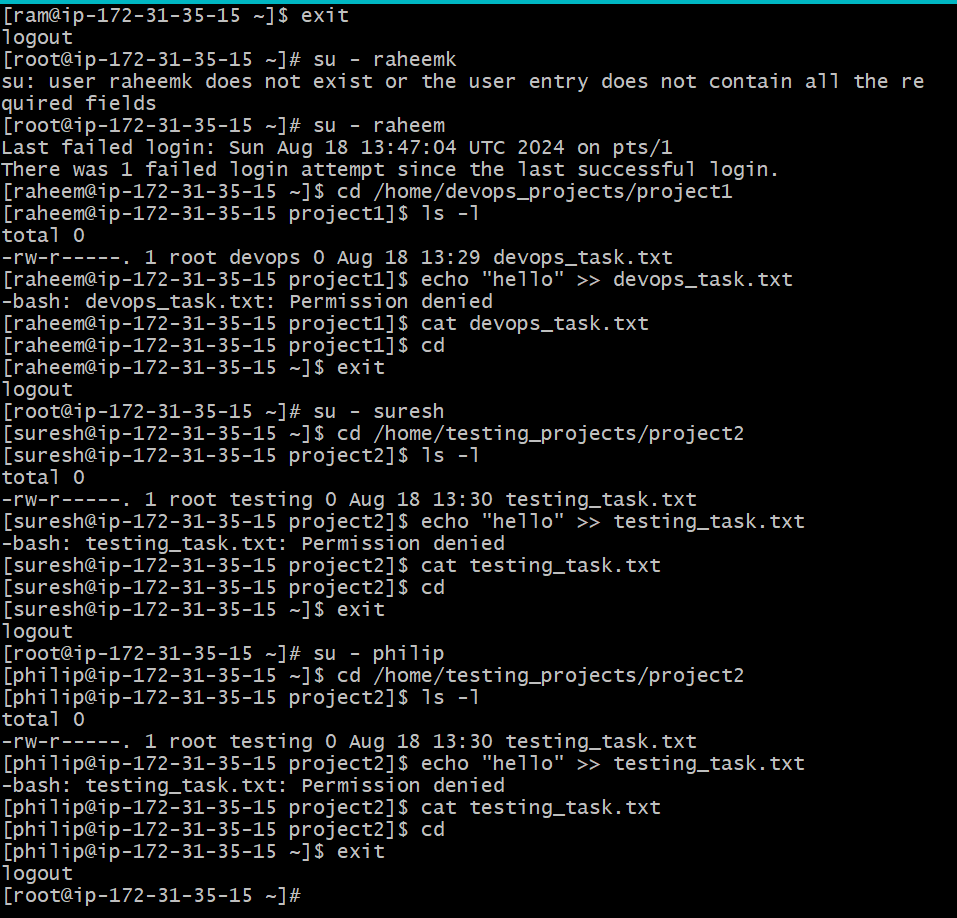 [ram@ip-172-31-35-15 ~]$ exit
logout
[root@ip-172-31-35-15 ~]# su - raheemk
su: user raheemk does not exist or the user entry does not contain all the re
quired fields
[root@ip-172-31-35-15 ~]# su - raheem
Last failed login: Sun Aug 18 13:47:04 UTC 2024 on pts/1
There was 1 failed login attempt since the last successful login.
[raheem@ip-172-31-35-15 ~]$ cd /home/devops_projects/project1
[raheem@ip-172-31-35-15 project1]$ ls -l
total 0
-rw-r-----. 1 root devops 0 Aug 18 13:29 devops_task.txt
[raheem@ip-172-31-35-15 project1]$ echo "hello" >> devops_task.txt
-bash: devops_task.txt: Permission denied
[raheem@ip-172-31-35-15 project1]$ cat devops_task.txt
[raheem@ip-172-31-35-15 project1]$ cd
[raheem@ip-172-31-35-15 ~]$ exit
logout
[root@ip-172-31-35-15 ~]# su - suresh
[suresh@ip-172-31-35-15 ~]$ cd /home/testing_projects/project2
[suresh@ip-172-31-35-15 project2]$ ls -l
total 0
-rw-r-----. 1 root testing 0 Aug 18 13:30 testing_task.txt
[suresh@ip-172-31-35-15 project2]$ echo "hello" >> testing_task.txt
-bash: testing_task.txt: Permission denied
[suresh@ip-172-31-35-15 project2]$ cat testing_task.txt
[suresh@ip-172-31-35-15 project2]$ cd
[suresh@ip-172-31-35-15 ~]$ exit
logout
[root@ip-172-31-35-15 ~]# su - philip
[philip@ip-172-31-35-15 ~]$ cd /home/testing_projects/project2
[philip@ip-172-31-35-15 project2]$ ls -l
total 0
-rw-r-----. 1 root testing 0 Aug 18 13:30 testing_task.txt
[philip@ip-172-31-35-15 project2]$ echo "hello" >> testing_task.txt
-bash: testing_task.txt: Permission denied
[philip@ip-172-31-35-15 project2]$ cat testing_task.txt
[philip@ip-172-31-35-15 project2]$ cd
[philip@ip-172-31-35-15 ~]$ exit
logout
[root@ip-172-31-35-15 ~]#